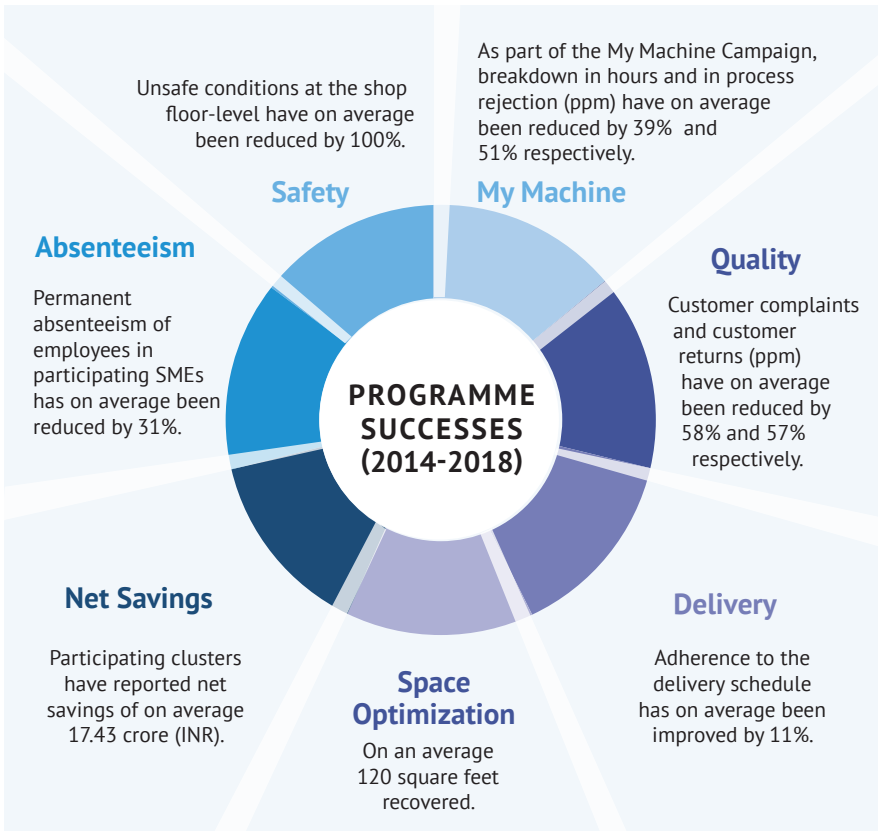 PROGRAMME
SUCCESSES
(2014-2018)
As part of the My Machine Campaign,
breakdown in hours and in process
rejection (ppm) have on average
been reduced by 39% and
51% respectively.
My Machine
Quality
Customer complaints
and customer
returns (ppm)
have on average
been reduced by
58% and 57%
respectively.
Delivery
Adherence to the
delivery schedule
has on average been
improved by 11%.
Space
Optimization
On an average
120 square feet
recovered.
Net Savings
Participating clusters
have reported net
savings of on average
17.43 crore (INR).
Absenteeism
Permanent
absenteeism of
employees in
participating SMEs
has on average been
reduced by 31%.
Unsafe conditions at the shop
floor-level have on average
been reduced by 100%.
Safety